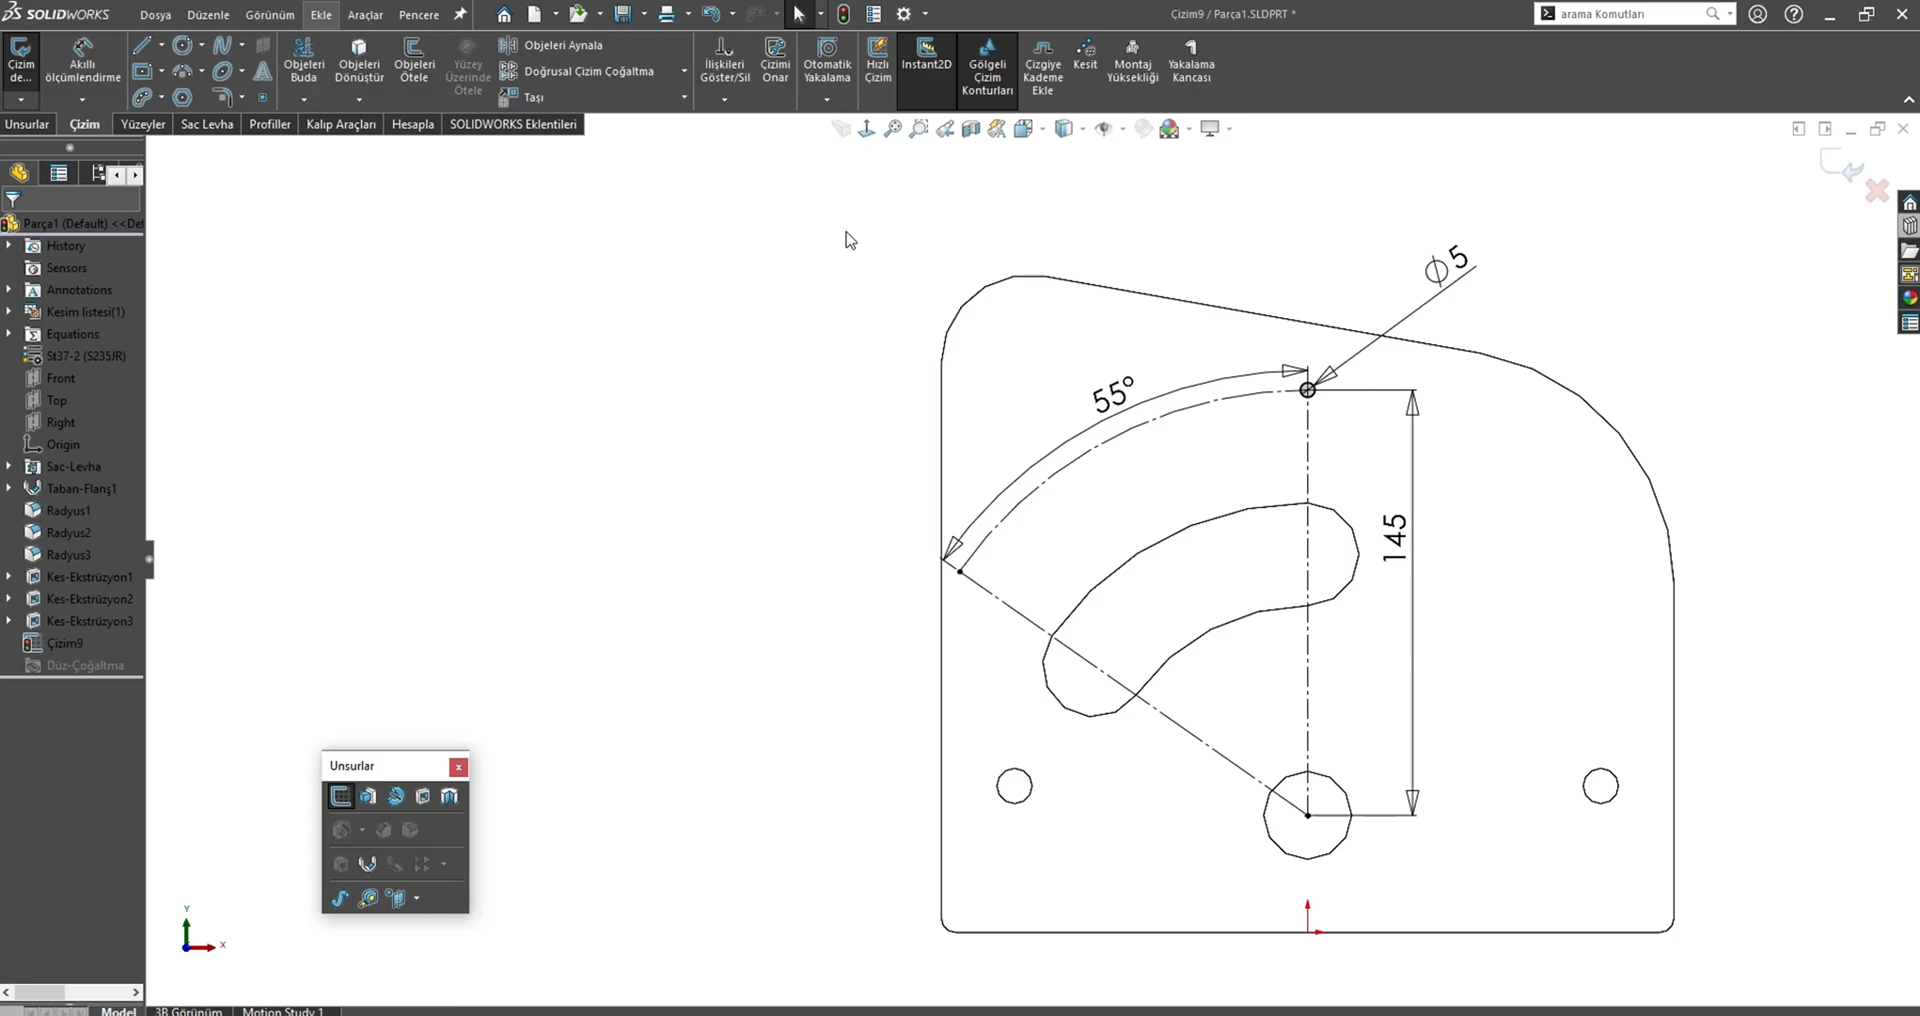 SOLIDWORKS
Dosya
Düzenle
Görünüm
Ekle
Araçlar
Pencere
Çizim9 / Parça1.SLDPRT *
arama Komutları
Çizim
de...
Akıllı
ölçümlendirme
Objeleri
Buda
Objeleri
Dönüştür
Objeleri
Ötele
Yüzey
Üzerinde
Ötele
Objeleri Aynala
Doğrusal Çizim Çoğaltma
Taşı
İlişkileri
Göster/Sil
Çizimi
Onar
Otomatik
Yakalama
Hızlı
Çizim
Instant2D
Gölgeli
Çizim
Konturları
Çizgiye
Kademe
Ekle
Kesit
Montaj
Yüksekliği
Yakalama
Kancası
Unsurlar
Çizim
Yüzeyler
Sac Levha
Profiller
Kalıp Araçları
Hesapla
SOLIDWORKS Eklentileri
Parça1 (Default) <<Def
History
Sensors
Annotations
Kesim listesi(1)
Equations
St37-2 (S235JR)
Front
Top
Right
Origin
Sac-Levha
Taban-Flanş1
Radyus1
Radyus2
Radyus3
Kes-Ekstrüzyon1
Kes-Ekstrüzyon2
Kes-Ekstrüzyon3
Çizim9
Düz-Çoğaltma
∅5
55°
145
Unsurlar
Y
X
Model
3B Görünüm
Motion Study 1